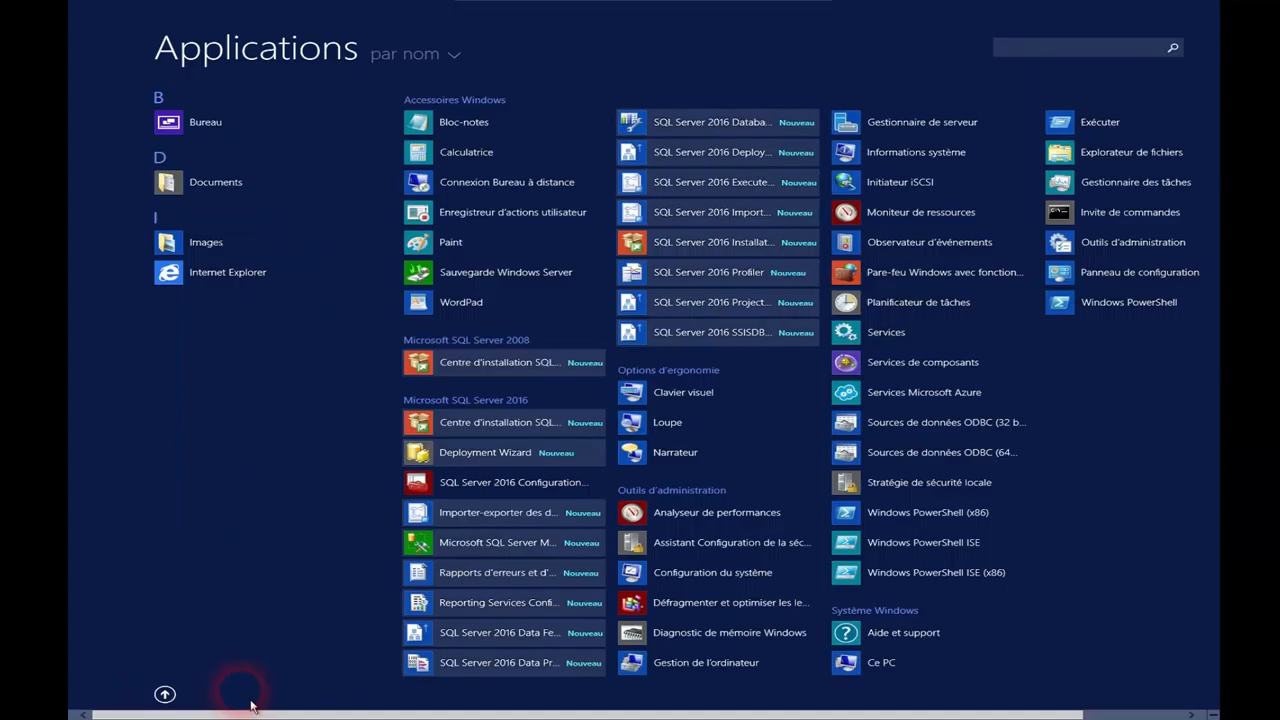 Applications par nom
B
Bureau
D
Documents
I
Images
Internet Explorer
Accessoires Windows
Bloc-notes
Calculatrice
Connexion Bureau à distance
Enregistreur d'actions utilisateur
Paint
Sauvegarde Windows Server
WordPad
Microsoft SQL Server 2008
Centre d'installation SQL... Nouveau
Microsoft SQL Server 2016
Centre d'installation SQL... Nouveau
Deployment Wizard Nouveau
SQL Server 2016 Configuration...
Importer-exporter des d... Nouveau
Microsoft SQL Server M... Nouveau
Rapports d'erreurs et d'... Nouveau
Reporting Services Confi... Nouveau
SQL Server 2016 Data Fe... Nouveau
SQL Server 2016 Data Pr... Nouveau
SQL Server 2016 Databa... Nouveau
SQL Server 2016 Deploy... Nouveau
SQL Server 2016 Execute... Nouveau
SQL Server 2016 Import... Nouveau
SQL Server 2016 Installat... Nouveau
SQL Server 2016 Profiler Nouveau
SQL Server 2016 Project... Nouveau
SQL Server 2016 SSISDB... Nouveau
Options d'ergonomie
Clavier visuel
Loupe
Narrateur
Outils d'administration
Analyseur de performances
Assistant Configuration de la séc...
Configuration du système
Défragmenter et optimiser les le...
Diagnostic de mémoire Windows
Gestion de l'ordinateur
Gestionnaire de serveur
Informations système
Initiateur iSCSI
Moniteur de ressources
Observateur d'événements
Pare-feu Windows avec fonction...
Planificateur de tâches
Services
Services de composants
Services Microsoft Azure
Sources de données ODBC (32 b...
Sources de données ODBC (64...
Stratégie de sécurité locale
Windows PowerShell (x86)
Windows PowerShell ISE
Windows PowerShell ISE (x86)
Système Windows
Aide et support
Ce PC
Exécuter
Explorateur de fichiers
Gestionnaire des tâches
Invite de commandes
Outils d'administration
Panneau de configuration
Windows PowerShell